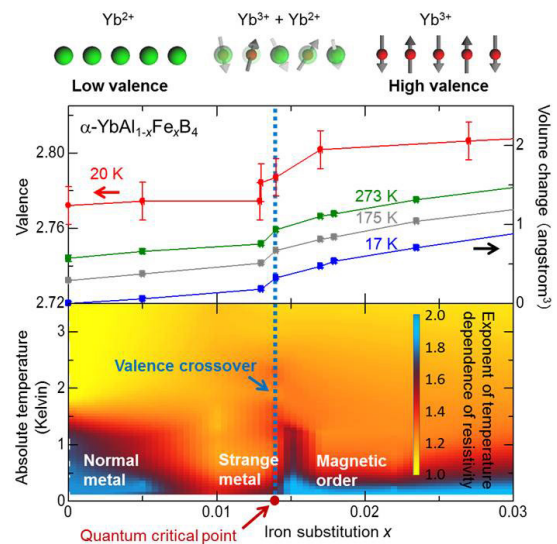 Yb²⁺
Yb³⁺ + Yb²⁺
Yb³⁺
Low valence
High valence
α-YbAl₁₋ₓFeₓB₄
Valence
2.80
2.76
2.72
20 K
273 K
175 K
17 K
2
1
0
Volume change (angstrom³)
Absolute temperature
(Kelvin)
3
2
1
0
Valence crossover
Normal
metal
Strange
metal
Magnetic
order
2.0
1.8
1.6
1.4
1.2
1.0
Exponent of temperature
dependence of resistivity
0
0.01
0.02
0.03
Quantum critical point
Iron substitution x